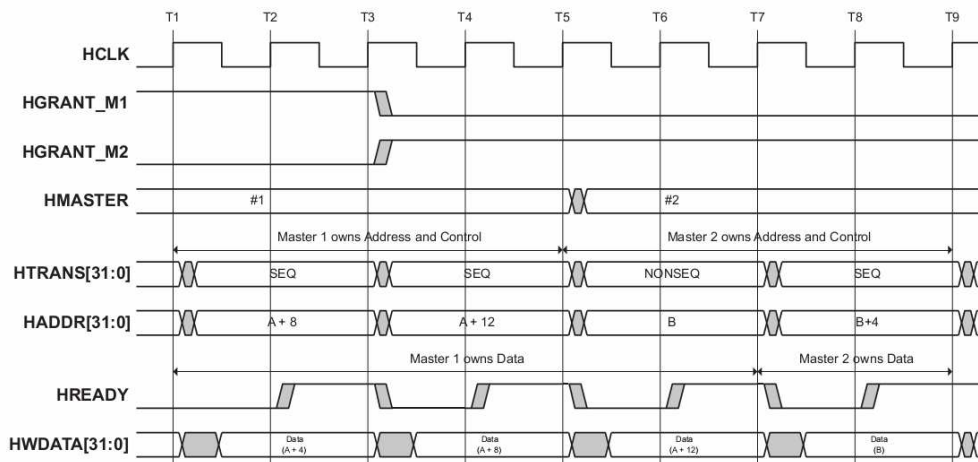 T1 T2 T3 T4 T5 T6 T7 T8 T9
HCLK
HGRANT_M1
HGRANT_M2
HMASTER #1 #2
Master 1 owns Address and Control Master 2 owns Address and Control
HTRANS[31:0] SEQ SEQ NONSEQ SEQ
HADDR[31:0] A + 8 A + 12 B B+4
Master 1 owns Data Master 2 owns Data
HREADY
HWDATA[31:0] Data (A + 4) Data (A + 8) Data (A + 12) Data (B)